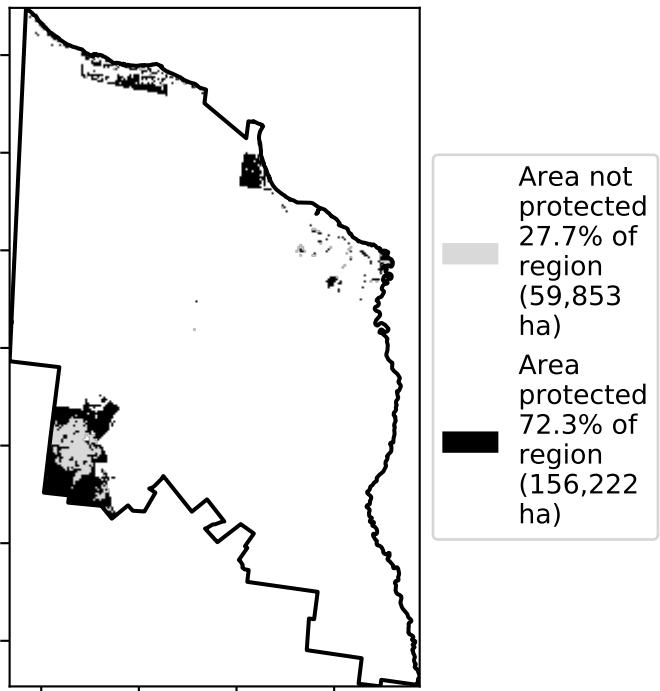 Area not
protected
27.7% of
region
(59,853
ha)
Area
protected
72.3% of
region
(156,222
ha)